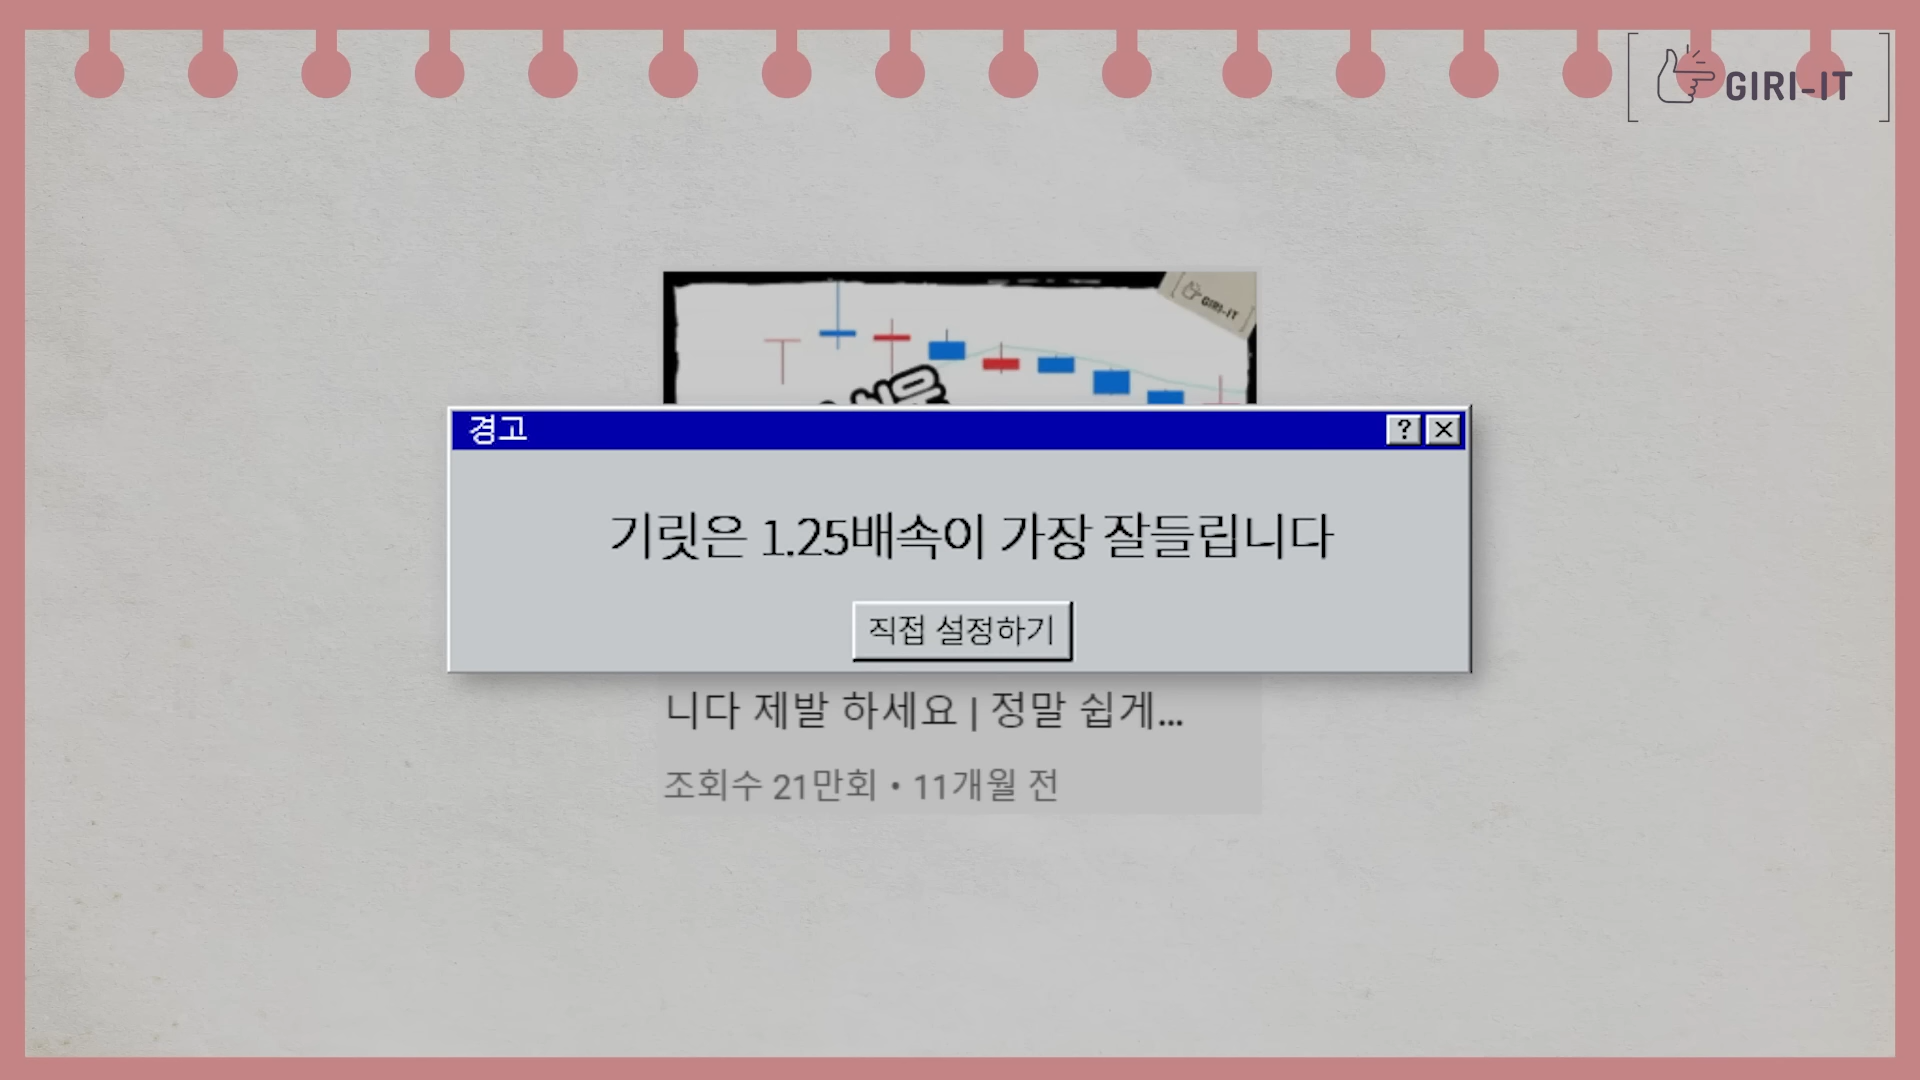 GIRI-IT
GIRI-IT
경고
?
기릿은 1.25배속이 가장 잘들립니다
직접 설정하기
니다 제발 하세요 | 정말 쉽게...
조회수 21만회 • 11개월 전